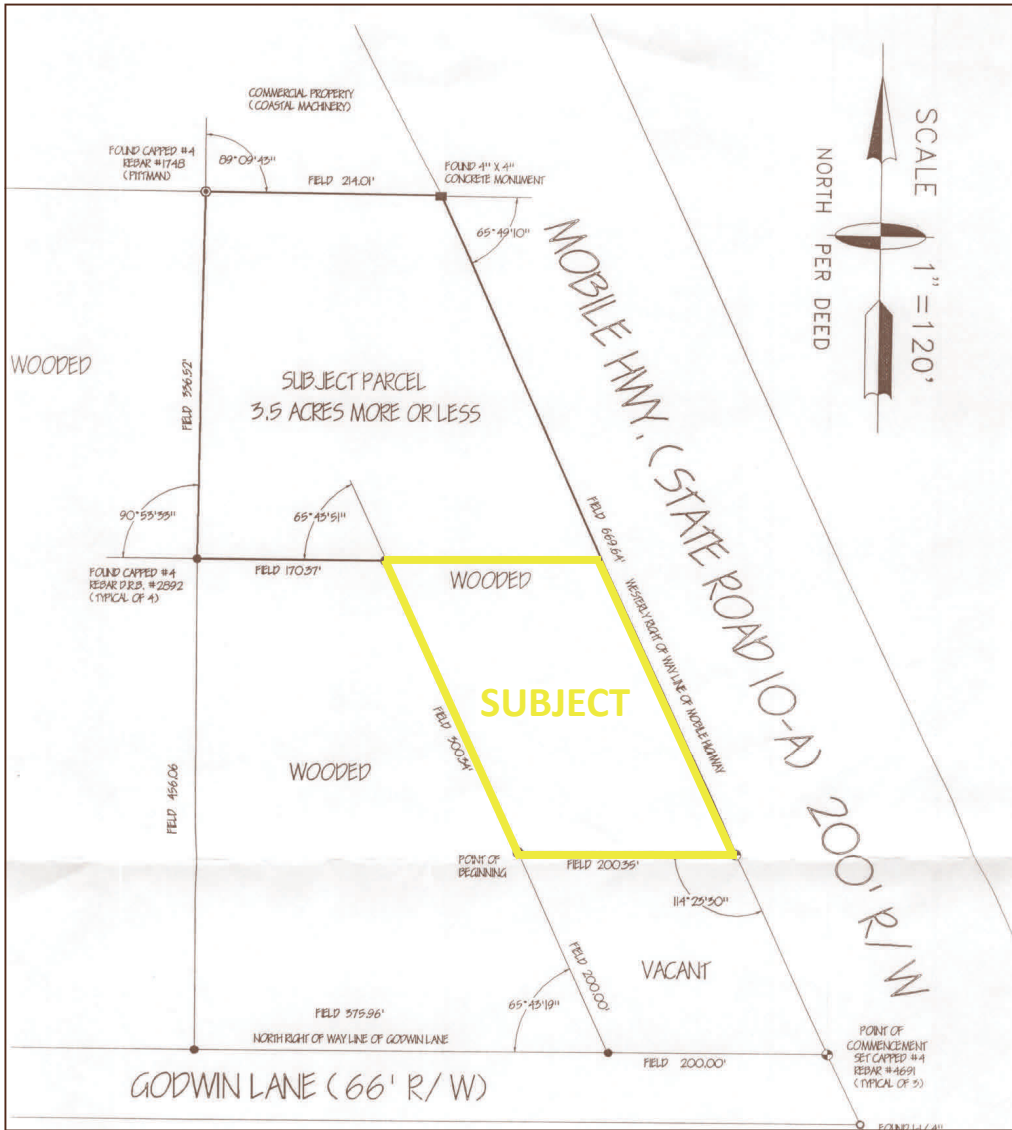 COMMERCIAL PROPERTY
(COASTAL MACHINERY)
FOUND CAPPED #4
REBAR #1748
(PITTMAN)
89°09'43"
FIELD 214.01'
FOUND 4" X 4"
CONCRETE MONUMENT
65°49'10"
SCALE 1"=120'
NORTH PER DEED
MOBILE HWY. (STATE ROAD 10-A) 200' R/W
WOODED
FIELD 356.52'
SUBJECT PARCEL
3.5 ACRES MORE OR LESS
90°53'33"
65°43'51"
FIELD 669.64'
WESTERLY RIGHT OF WAY LINE OF MOBILE HIGHWAY
FOUND CAPPED #4
REBAR D.R.B. #2892
(TYPICAL OF 4)
FIELD 170.37'
WOODED
SUBJECT
FIELD 300.34'
WOODED
FIELD 456.06
POINT OF
BEGINNING
FIELD 200.35'
114°23'30"
FIELD 200.00'
VACANT
65°43'19"
FIELD 375.96'
NORTH RIGHT OF WAY LINE OF GODWIN LANE
FIELD 200.00'
POINT OF
COMMENCEMENT
SET CAPPED #4
REBAR #4691
(TYPICAL OF 3)
GODWIN LANE (66' R/W)